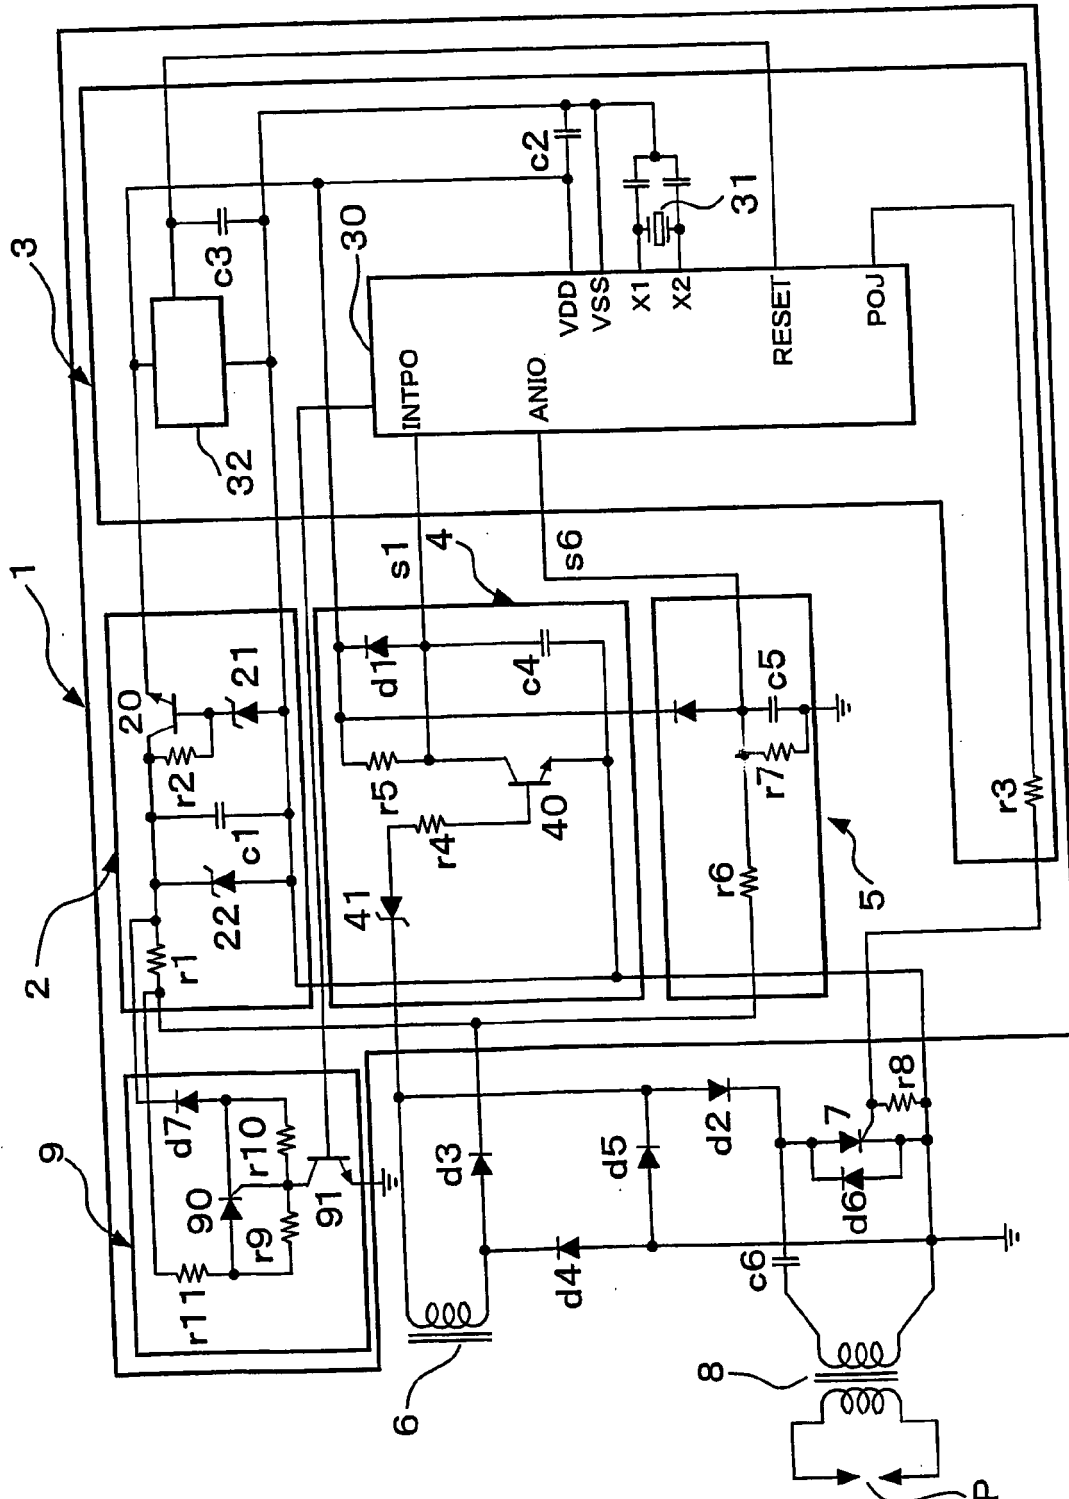 1
3
2
9
20
21
r2
c1
22
r1
32
c3
30
c2
31
VDD
VSS
X1
X2
RESET
POJ
INTPO
ANIO
s1
4
s6
d1
c4
r5
40
r4
41
5
c5
r7
r6
r3
d7
r10
90
r9
91
r11
d3
d5
d2
d4
7
r8
d6
c6
6
8
P